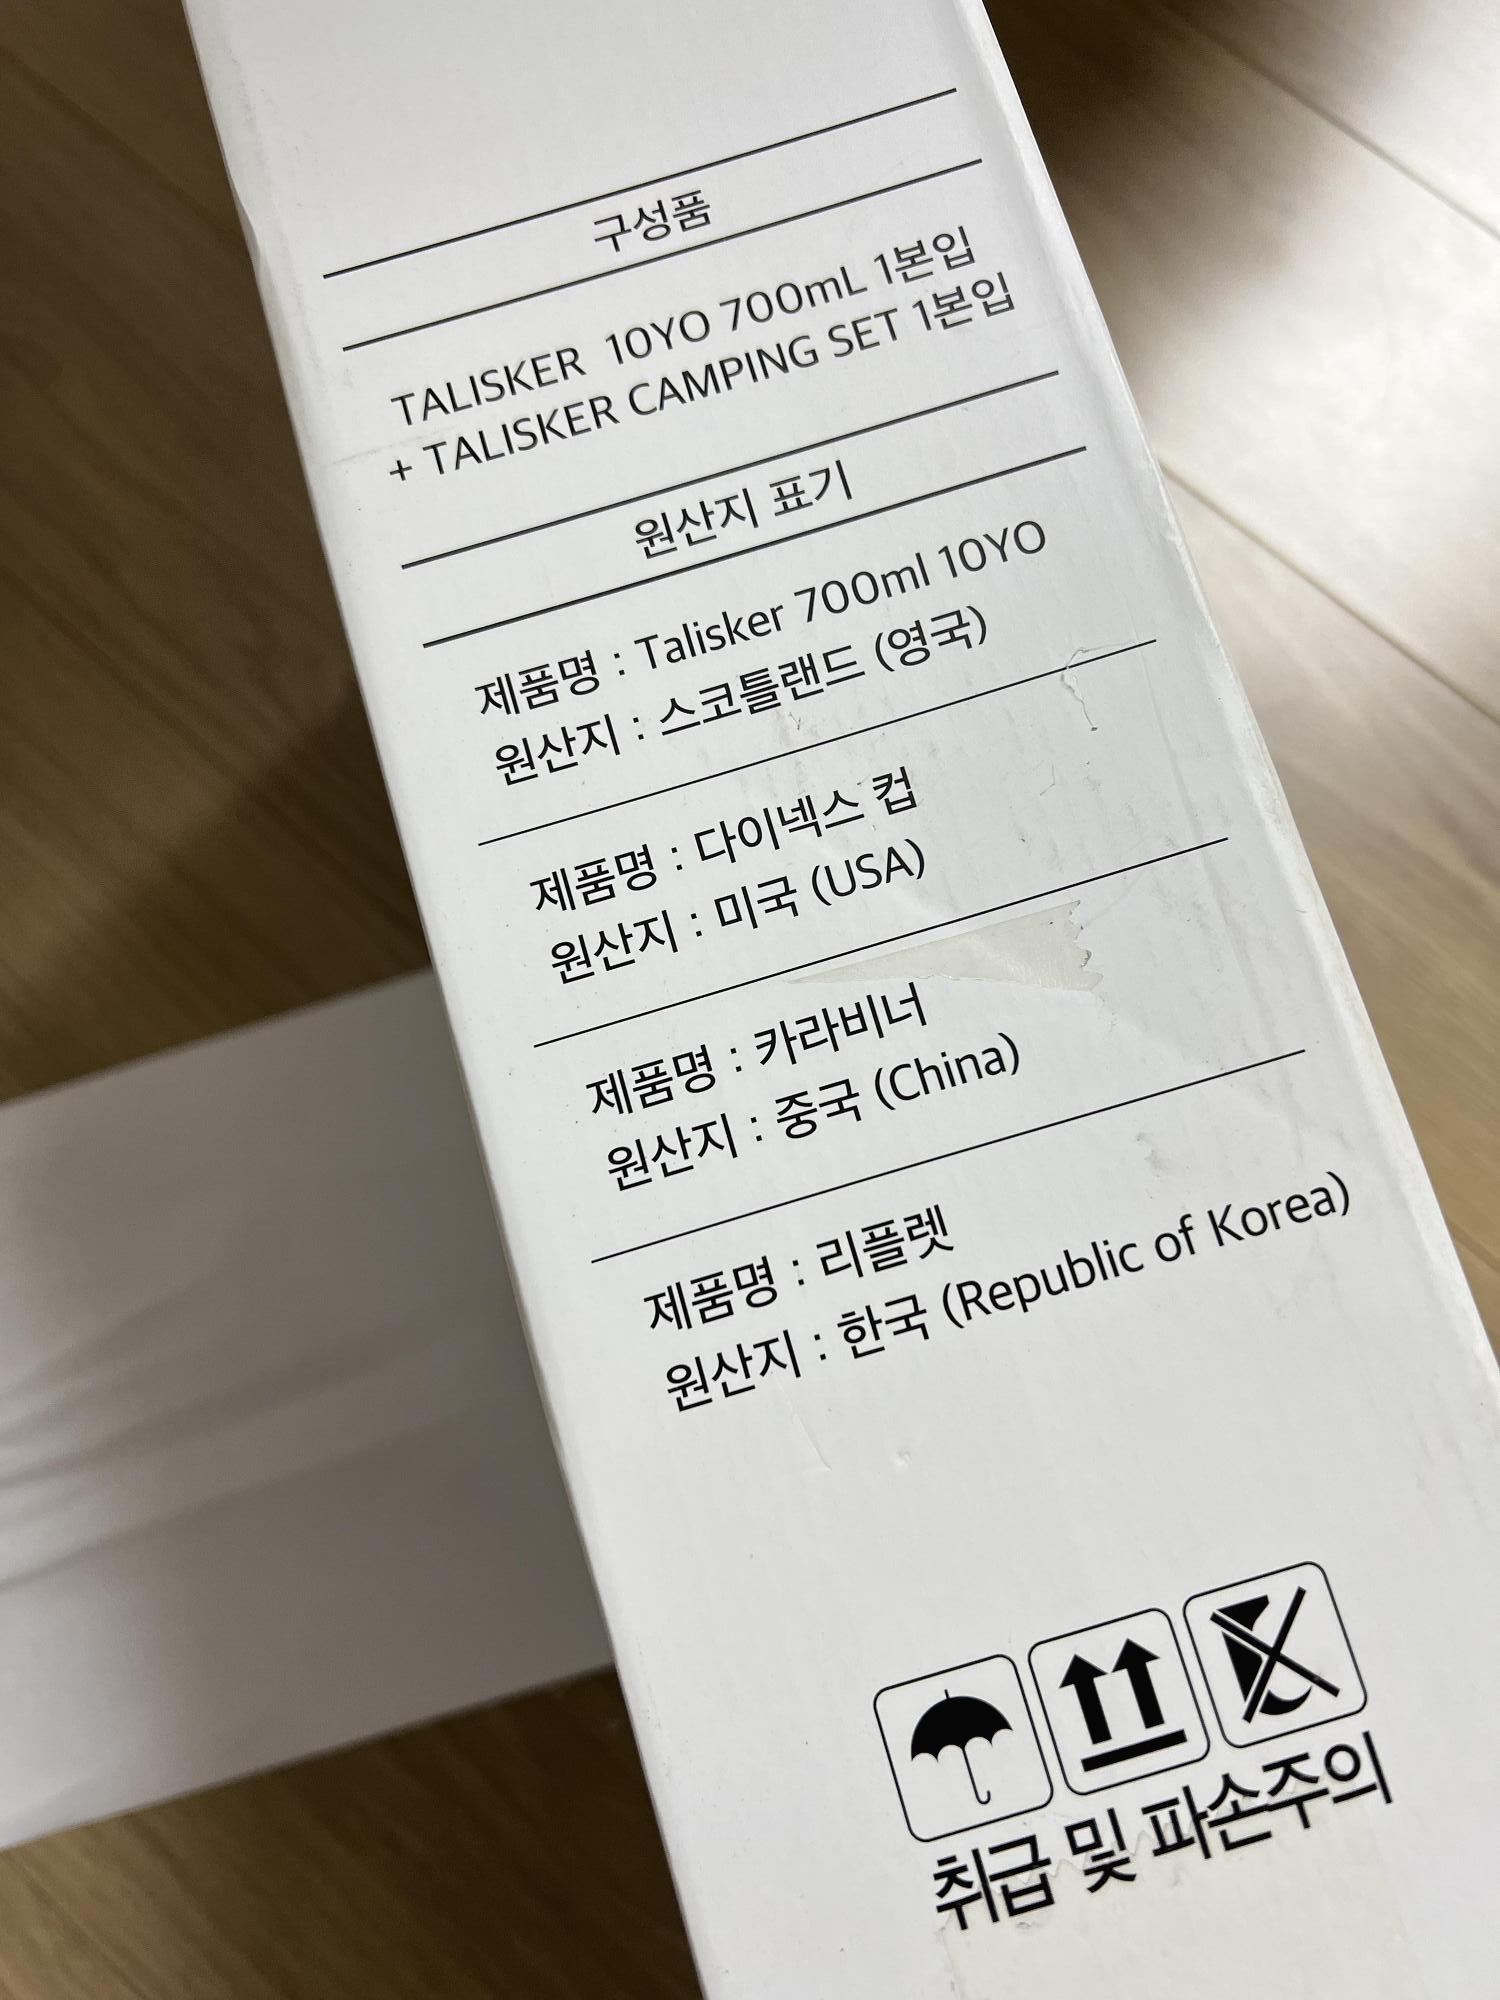 구성품
TALISKER 10YO 700mL 1본입
+ TALISKER CAMPING SET 1본입
원산지 표기
제품명 : Talisker 700ml 10YO
원산지 : 스코틀랜드 (영국)
제품명 : 다이넥스 컵
원산지 : 미국 (USA)
제품명 : 카라비너
원산지 : 중국 (China)
제품명 : 리플렛
원산지 : 한국 (Republic of Korea)
취급 및 파손주의